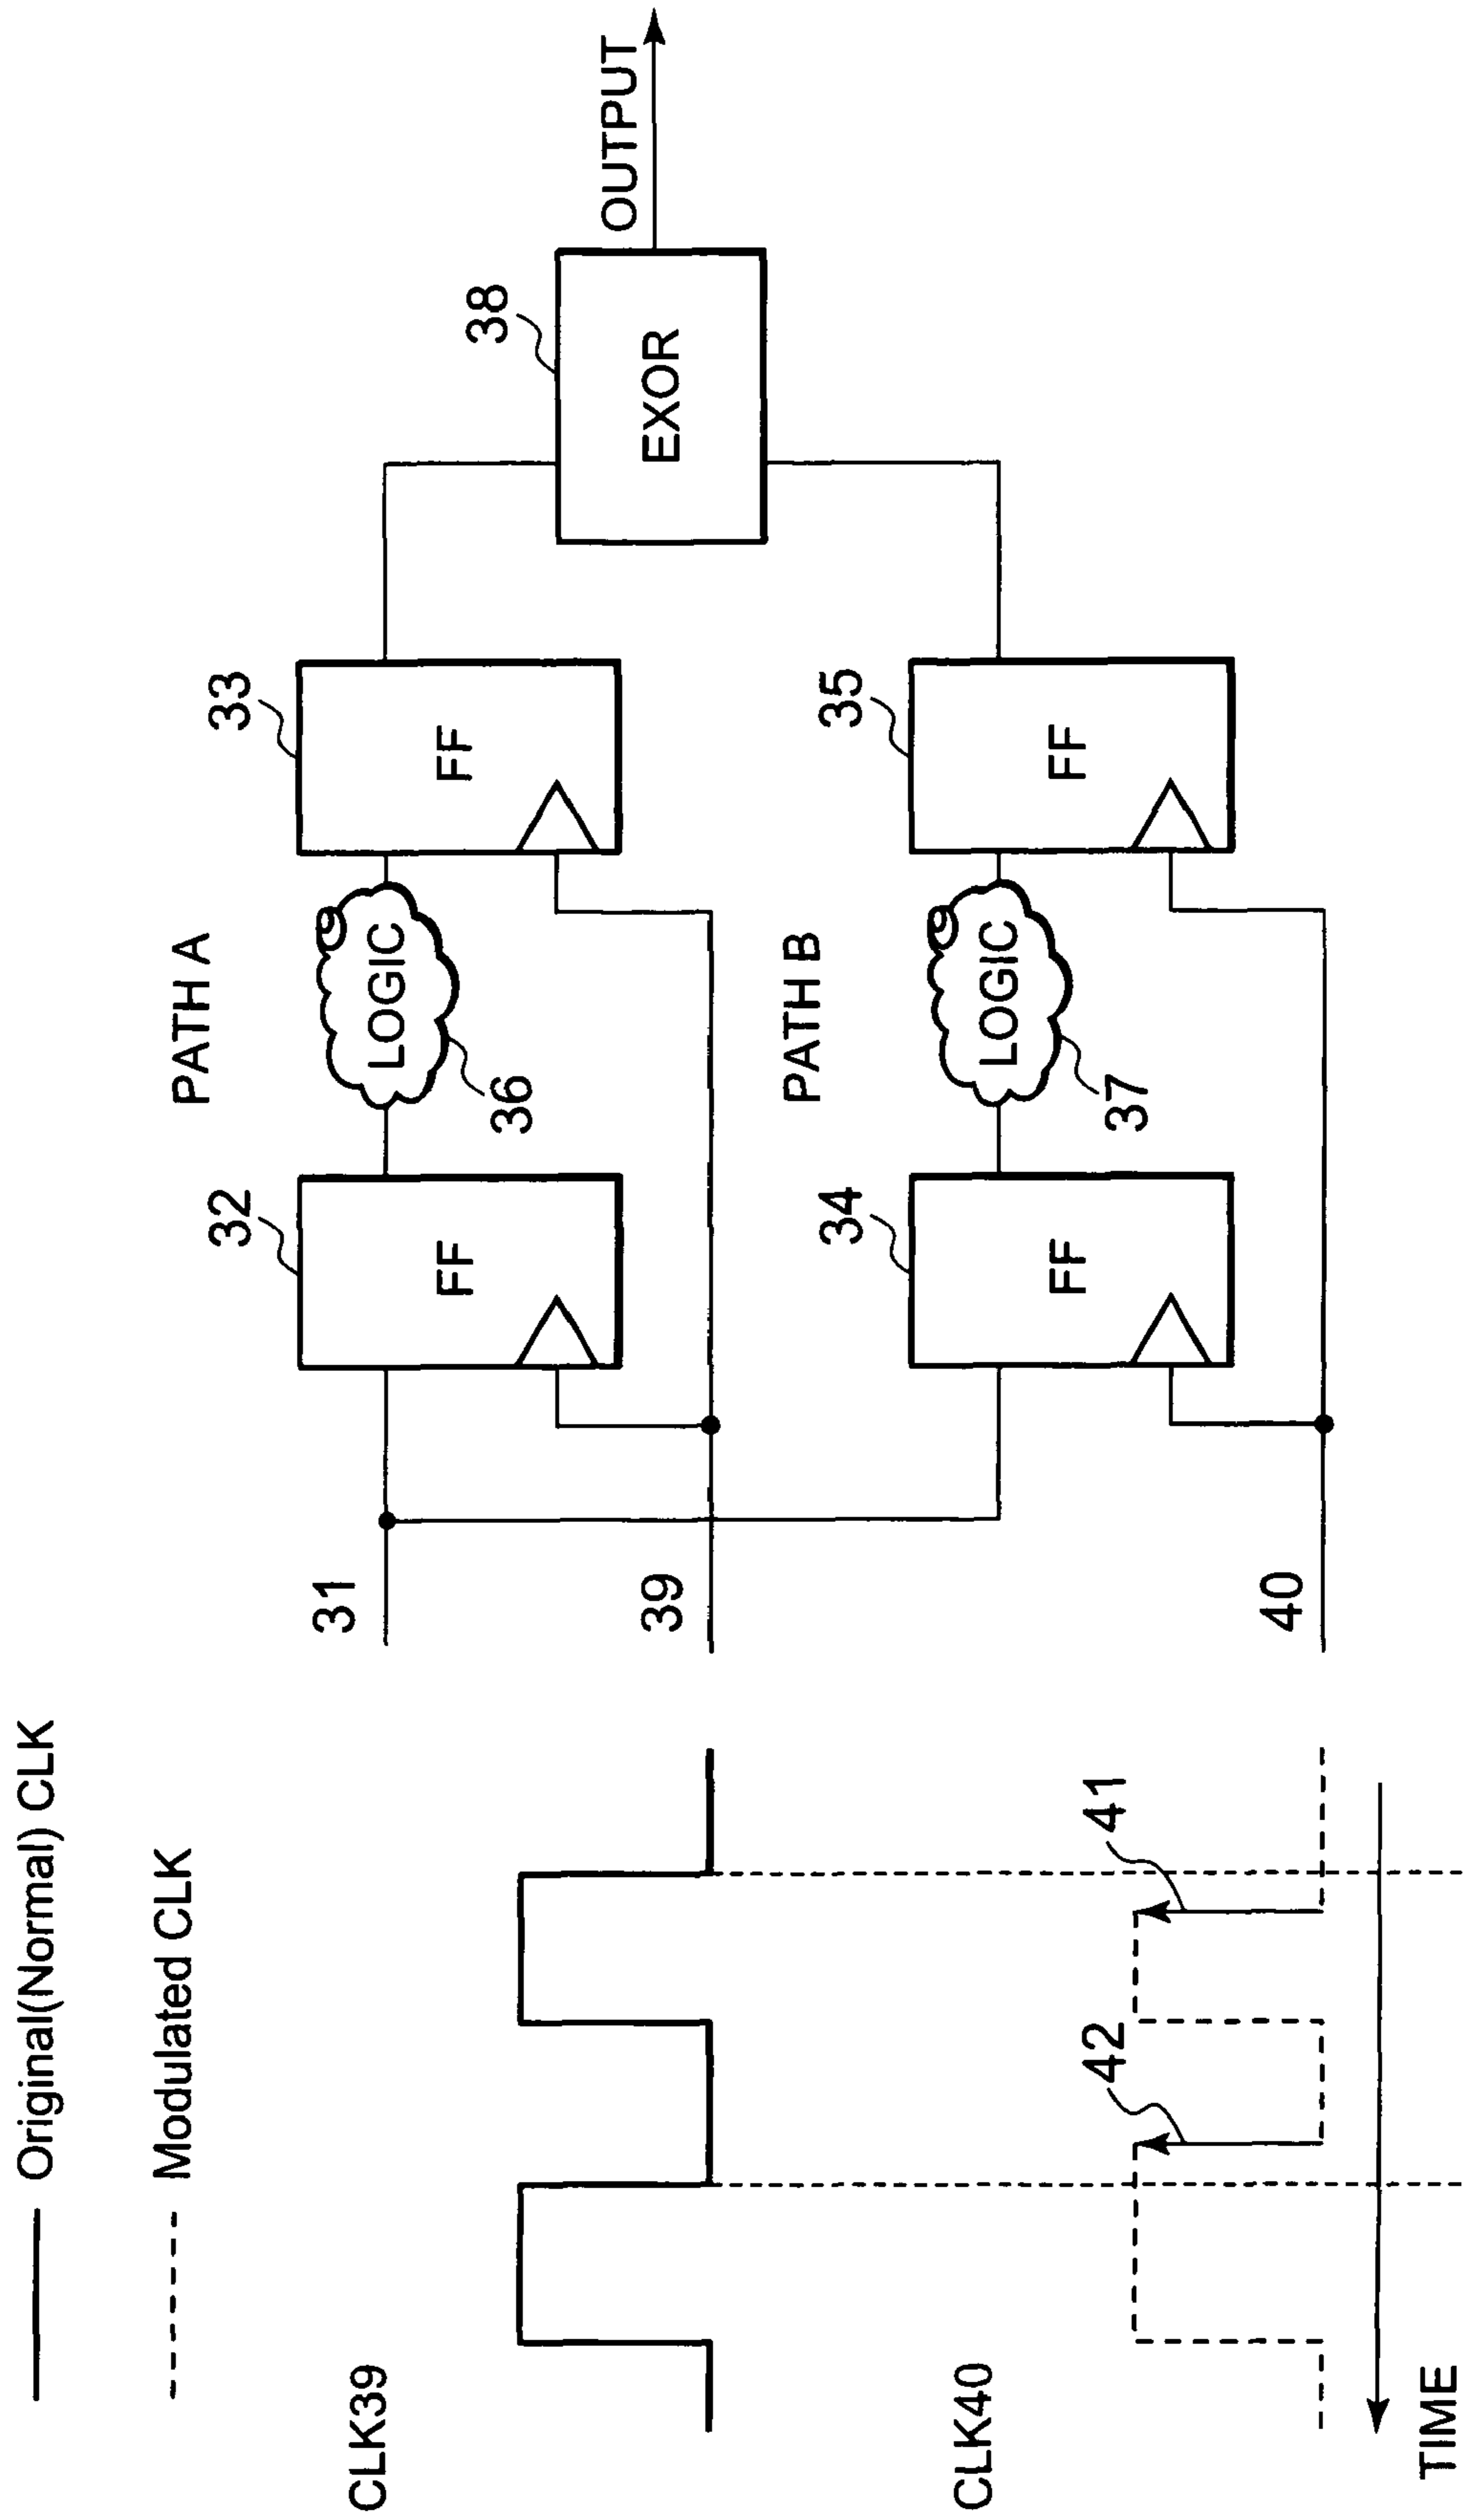 Original(Normal) CLK
Modulated CLK
CLK39
CLK40
TIME
42
41
31
39
40
PATH A
32
FF
36
LOGIC
33
FF
PATH B
34
FF
37
LOGIC
35
FF
38
EXOR
OUTPUT